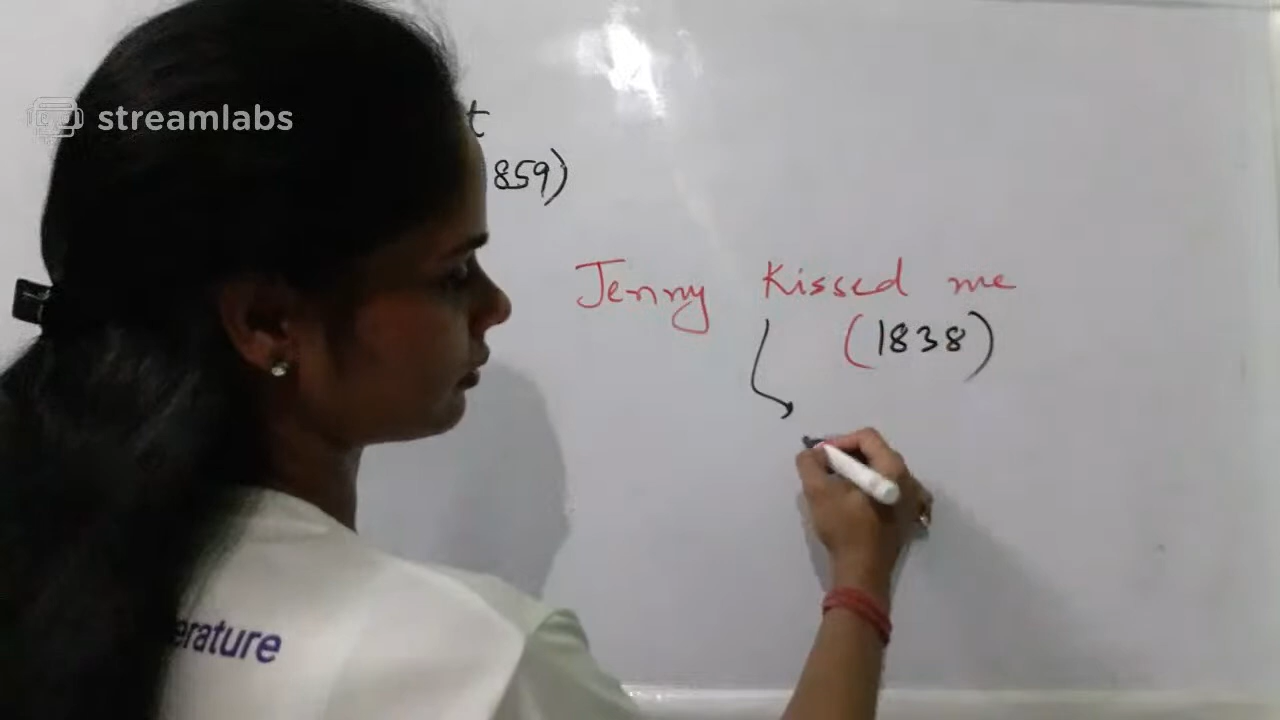 streamlabs
t
859)
Jenny Kissed me
(1838)
erature